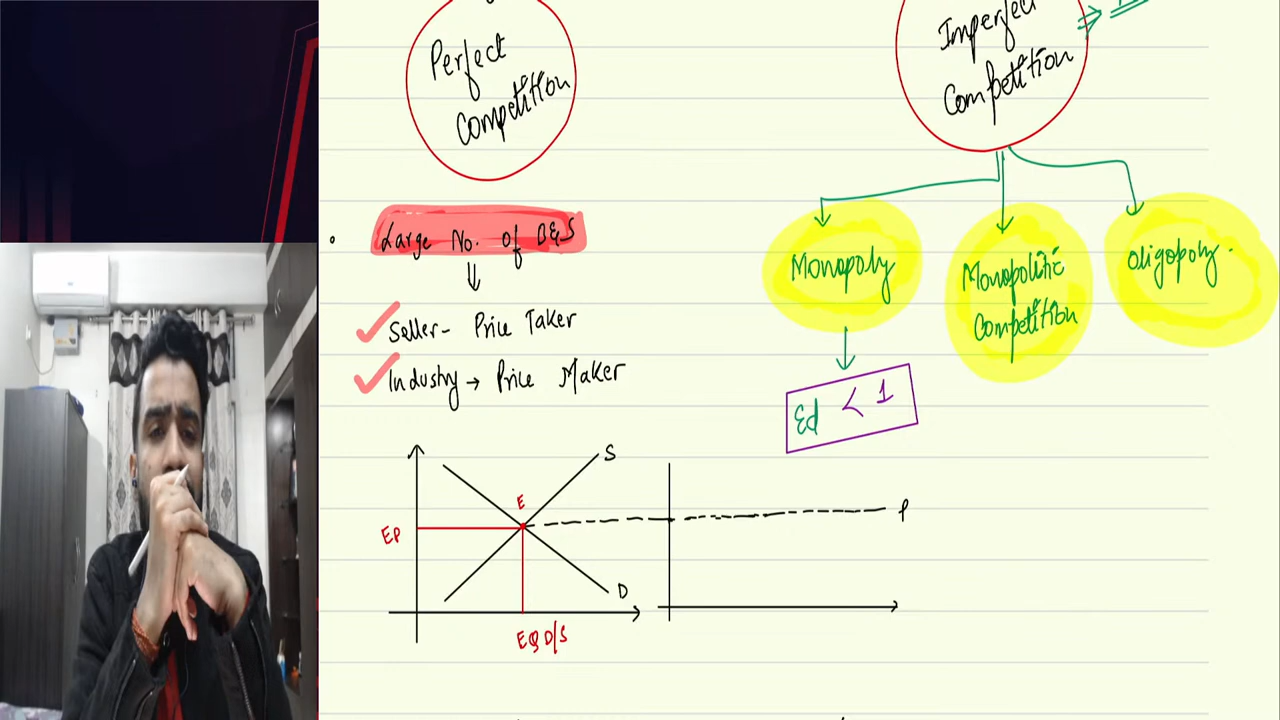 Perfect
Competition
Imperfect
Competition
Large No. of B&S
Seller- Price Taker
Industry → Price Maker
Monopoly
Monopolitic
Competition
Oligopoly.
Ed < 1
S
E
EP
D
EQ D/S
P